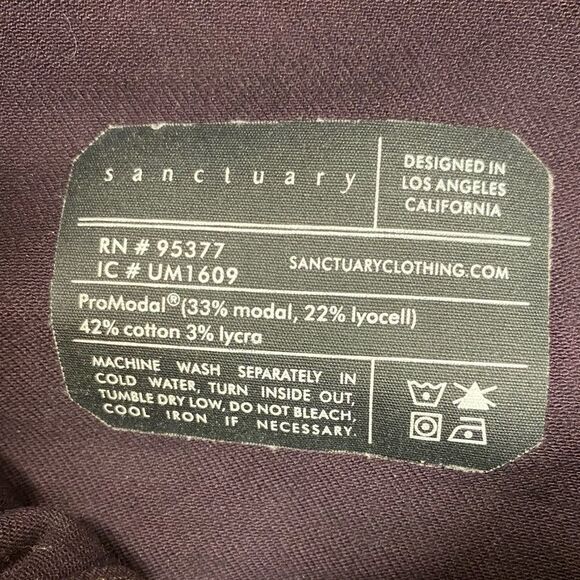 sanctuary
DESIGNED IN
LOS ANGELES
CALIFORNIA
RN # 95377
IC # UM1609
SANCTUARYCLOTHING.COM
ProModal® (33% modal, 22% lyocell)
42% cotton 3% lycra
MACHINE WASH SEPARATELY IN
COLD WATER, TURN INSIDE OUT,
TUMBLE DRY LOW, DO NOT BLEACH,
COOL IRON IF NECESSARY.